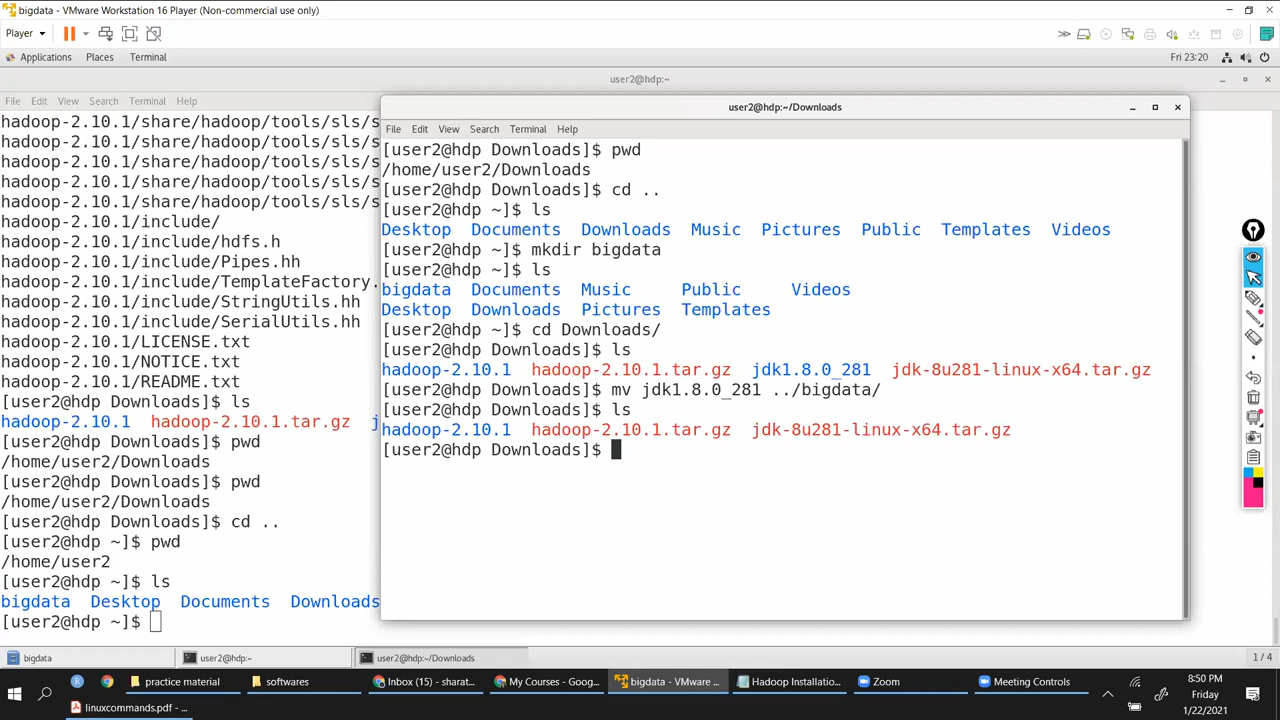 bigdata - VMware Workstation 16 Player (Non-commercial use only)
Player
Applications Places Terminal Fri 23:20
user2@hdp:~
File Edit View Search Terminal Help
hadoop-2.10.1/share/hadoop/tools/sls/s
hadoop-2.10.1/share/hadoop/tools/sls/s
hadoop-2.10.1/share/hadoop/tools/sls/s
hadoop-2.10.1/share/hadoop/tools/sls/s
hadoop-2.10.1/share/hadoop/tools/sls/s
hadoop-2.10.1/include/
hadoop-2.10.1/include/hdfs.h
hadoop-2.10.1/include/Pipes.hh
hadoop-2.10.1/include/TemplateFactory.
hadoop-2.10.1/include/StringUtils.hh
hadoop-2.10.1/include/SerialUtils.hh
hadoop-2.10.1/LICENSE.txt
hadoop-2.10.1/NOTICE.txt
hadoop-2.10.1/README.txt
[user2@hdp Downloads]$ ls
hadoop-2.10.1 hadoop-2.10.1.tar.gz j
[user2@hdp Downloads]$ pwd
/home/user2/Downloads
[user2@hdp Downloads]$ pwd
/home/user2/Downloads
[user2@hdp Downloads]$ cd ..
[user2@hdp ~]$ pwd
/home/user2
[user2@hdp ~]$ ls
bigdata Desktop Documents Downloads
[user2@hdp ~]$
user2@hdp:~/Downloads
File Edit View Search Terminal Help
[user2@hdp Downloads]$ pwd
/home/user2/Downloads
[user2@hdp Downloads]$ cd ..
[user2@hdp ~]$ ls
Desktop Documents Downloads Music Pictures Public Templates Videos
[user2@hdp ~]$ mkdir bigdata
[user2@hdp ~]$ ls
bigdata Documents Music Public Videos
Desktop Downloads Pictures Templates
[user2@hdp ~]$ cd Downloads/
[user2@hdp Downloads]$ ls
hadoop-2.10.1 hadoop-2.10.1.tar.gz jdk1.8.0_281 jdk-8u281-linux-x64.tar.gz
[user2@hdp Downloads]$ mv jdk1.8.0_281 ../bigdata/
[user2@hdp Downloads]$ ls
hadoop-2.10.1 hadoop-2.10.1.tar.gz jdk-8u281-linux-x64.tar.gz
[user2@hdp Downloads]$
bigdata user2@hdp:~ user2@hdp:~/Downloads 1 / 4
practice material softwares Inbox (15) - sharat... My Courses - Goog... bigdata - VMware ... Hadoop Installatio... Zoom Meeting Controls
8:50 PM
Friday
1/22/2021
linuxcommands.pdf - ...